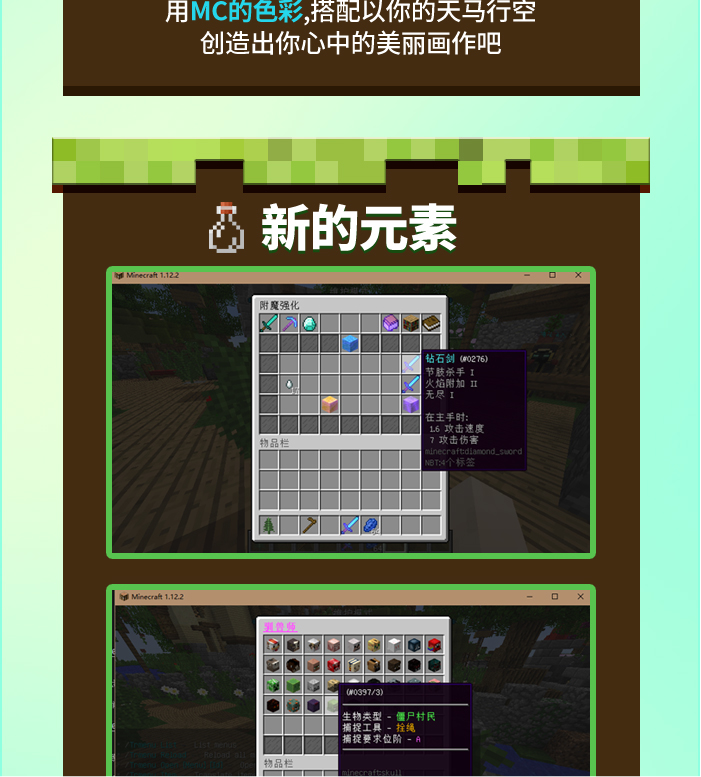 用MC的色彩,搭配以你的天马行空
创造出你心中的美丽画作吧
新的元素
Minecraft 1.12.2
附魔强化
钻石剑 (#0276)
节肢杀手 I
火焰附加 II
无尽 I
在主手时:
1.6 攻击速度
7 攻击伤害
minecraft:diamond_sword
NBT:4个标签
物品栏
Minecraft 1.12.2
(#0397/3)
生物类型 - 僵尸村民
捕捉工具 - 拴绳
捕捉要求位阶 - A
物品栏
minecraft:skull